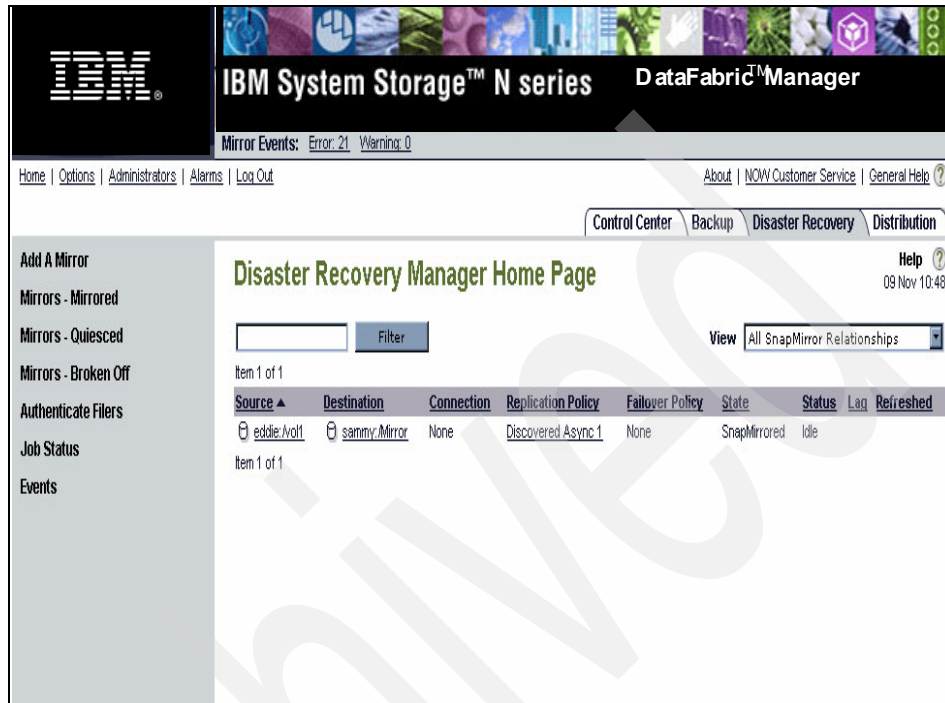 IBM®
IBM System Storage™ N series
DataFabric™Manager
Mirror Events: Error: 21 Warning: 0
Home | Options | Administrators | Alarms | Log Out
About | NOW Customer Service | General Help ?
Control Center Backup Disaster Recovery Distribution
Add A Mirror
Mirrors - Mirrored
Mirrors - Quiesced
Mirrors - Broken Off
Authenticate Filers
Job Status
Events
Disaster Recovery Manager Home Page
Help ?
09 Nov 10:48
Filter
View All SnapMirror Relationships
Item 1 of 1
Source Destination Connection Replication Policy Failover Policy State Status Lag Refreshed
eddie:/vol1 sammy:/Mirror None Discovered Async 1 None SnapMirrored Idle
Item 1 of 1
hived